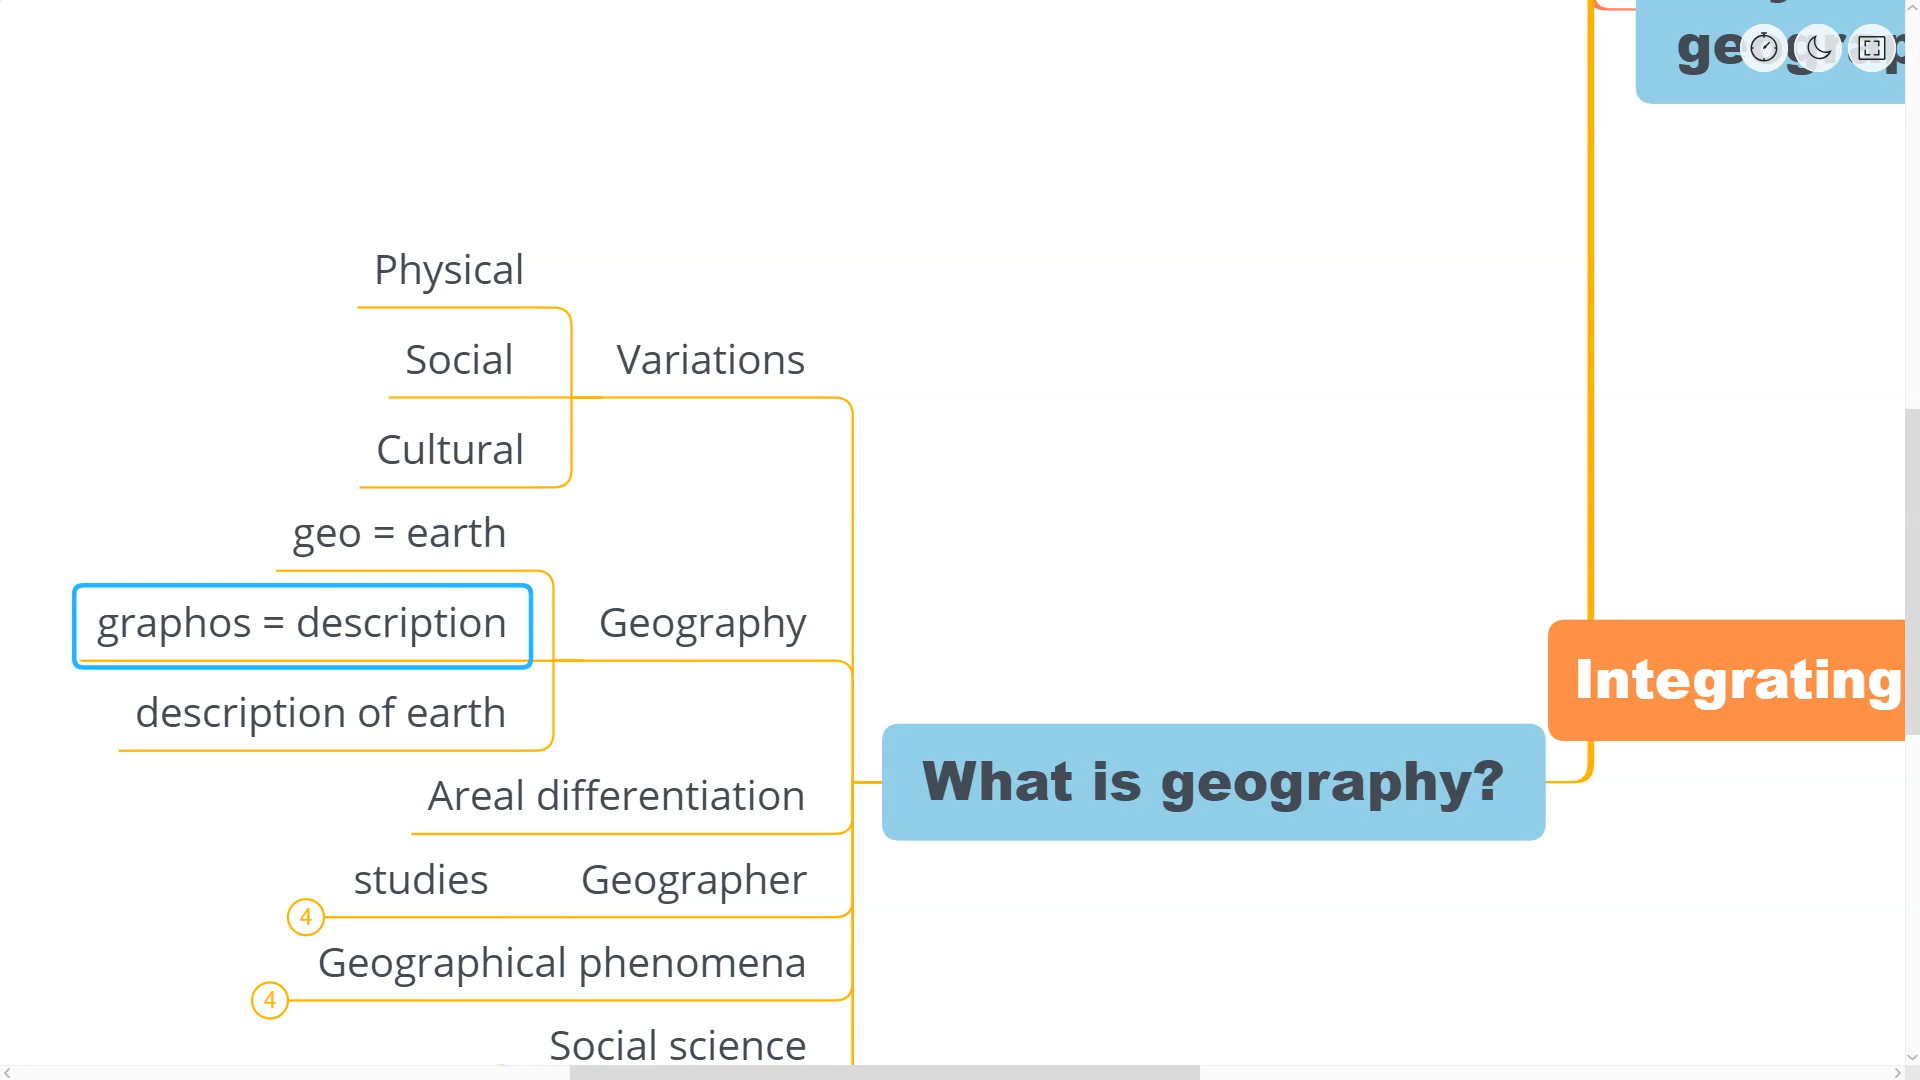 Physical
Social
Variations
Cultural
geo = earth
graphos = description
Geography
description of earth
Integrating
What is geography?
Areal differentiation
studies
Geographer
4
Geographical phenomena
4
Social science